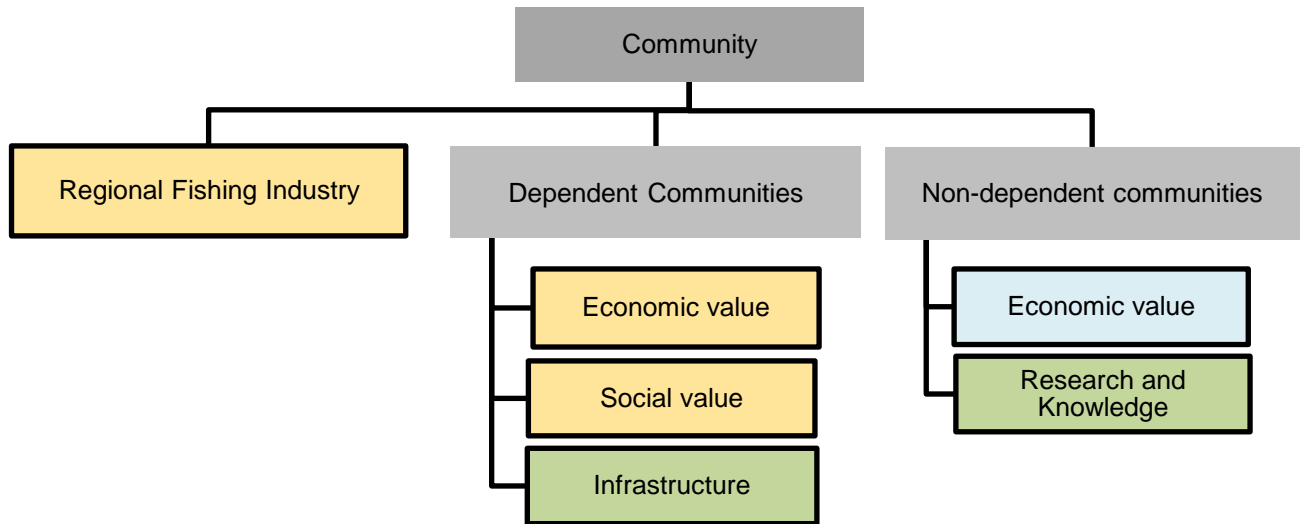 Community
Regional Fishing Industry
Dependent Communities
Non-dependent communities
Economic value
Social value
Infrastructure
Economic value
Research and
Knowledge